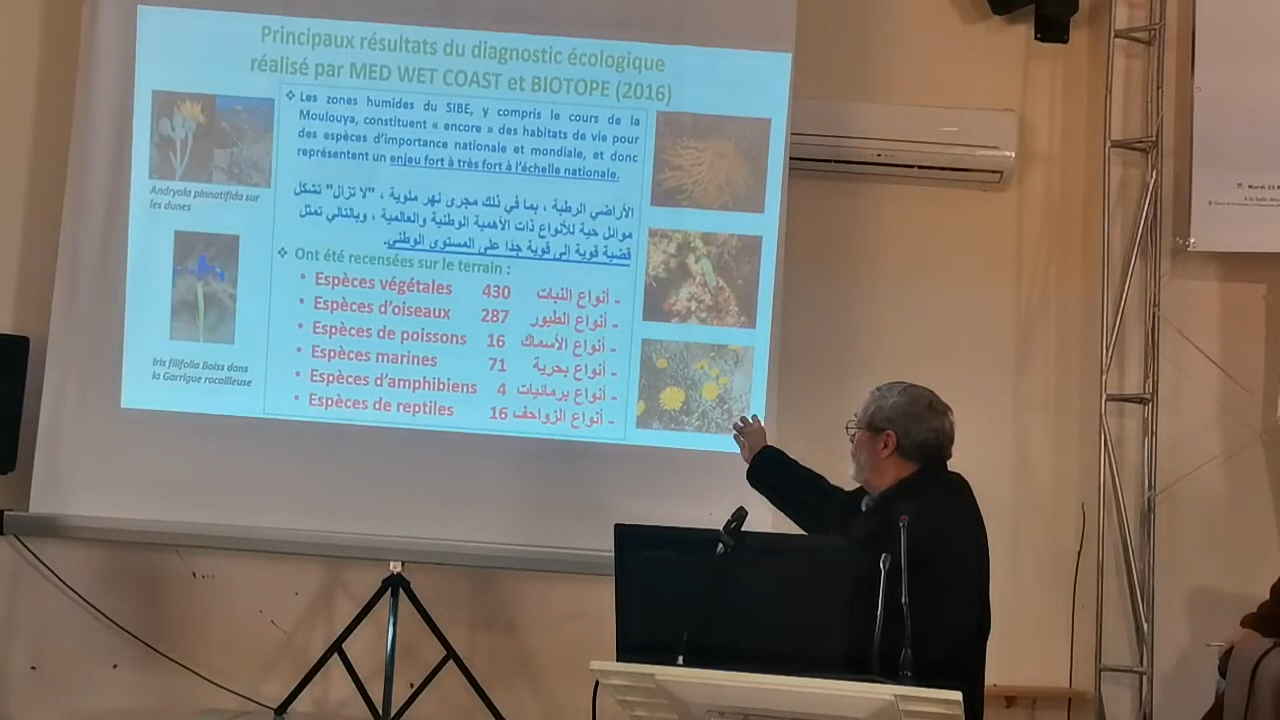 Principaux résultats du diagnostic écologique
réalisé par MED WET COAST et BIOTOPE (2016)
❖ Les zones humides du SIBE, y compris le cours de la
Moulouya, constituent « encore » des habitats de vie pour
des espèces d'importance nationale et mondiale, et donc
représentent un enjeu fort à très fort à l'échelle nationale.
الأراضي الرطبة ، بما في ذلك مجرى نهر ملوية ، "لا تزال" تشكل
موائل حية للأنواع ذات الأهمية الوطنية والعالمية ، وبالتالي تمثل
قضية قوية إلى قوية جدًا على المستوى الوطني.
❖ Ont été recensées sur le terrain :
• Espèces végétales 430 أنواع النبات -
• Espèces d'oiseaux 287 أنواع الطيور -
• Espèces de poissons 16 أنواع الأسماك -
• Espèces marines 71 أنواع بحرية -
• Espèces d'amphibiens 4 أنواع برمائيات -
• Espèces de reptiles 16 أنواع الزواحف -
Andryala pinnatifida sur
les dunes
Iris filifolia Boiss dans
la Garrigue rocailleuse